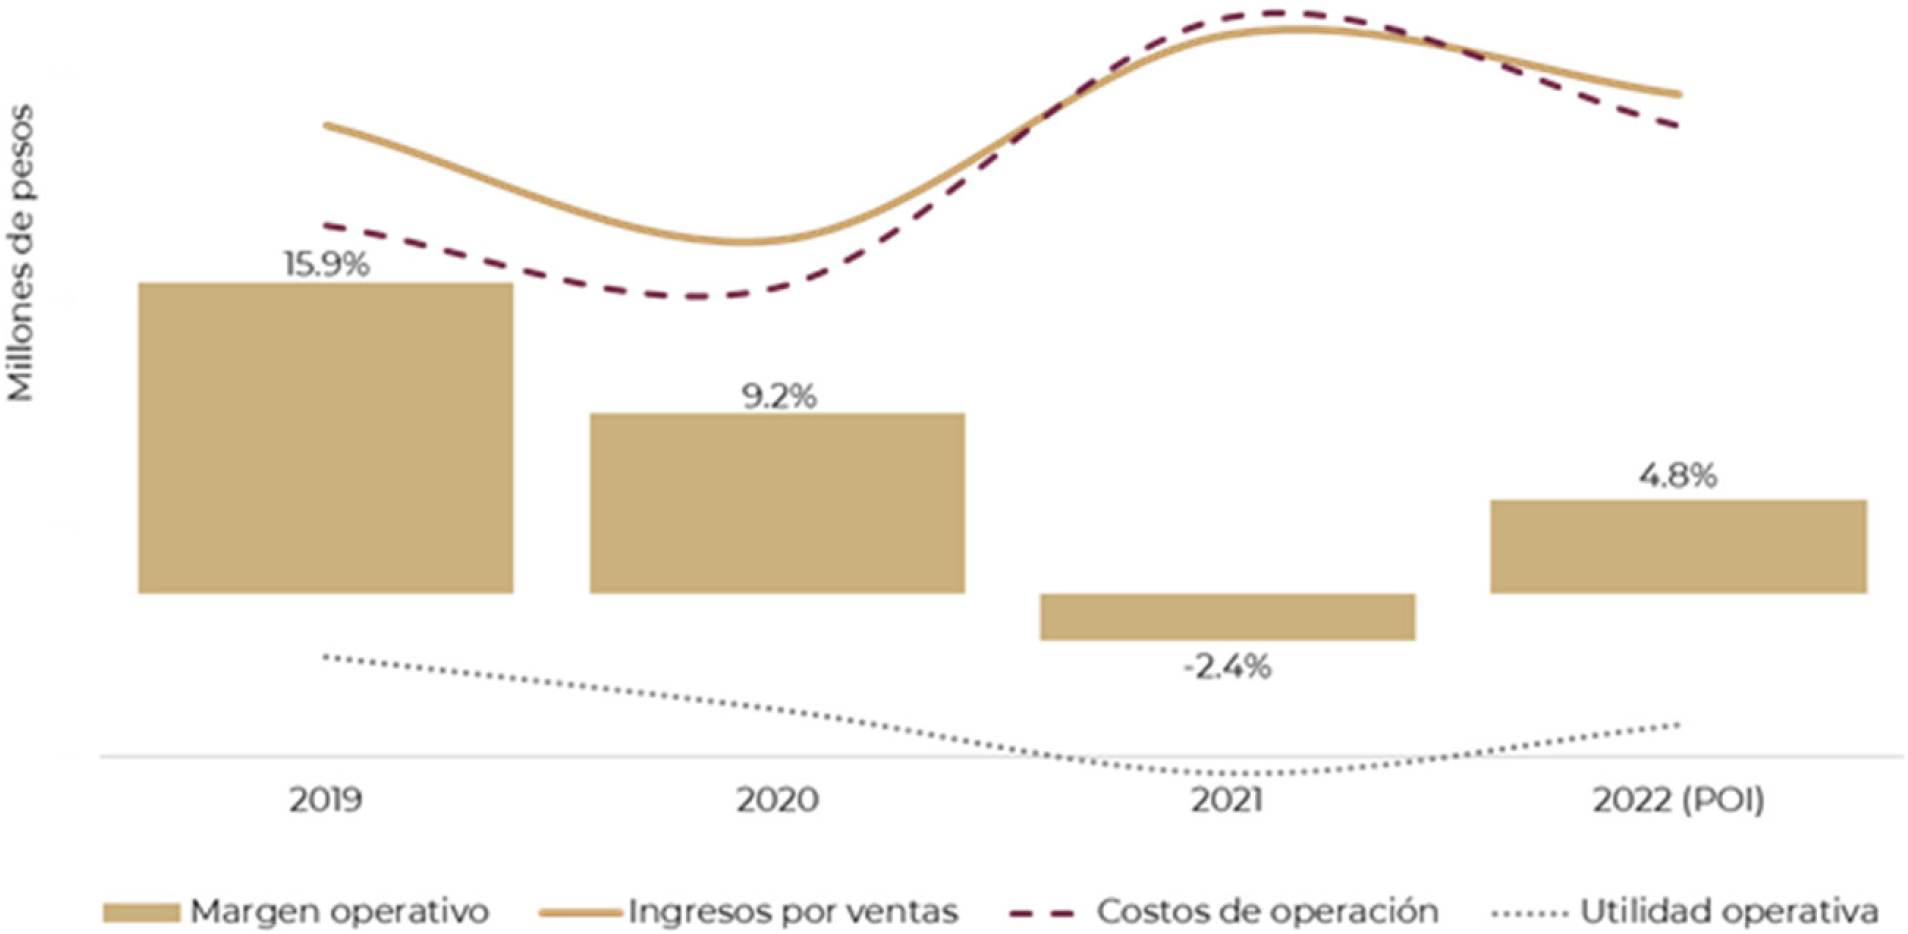 Millones de pesos
15.9%
9.2%
4.8%
-2.4%
2019 2020 2021 2022 (POI)
Margen operativo Ingresos por ventas Costos de operación Utilidad operativa